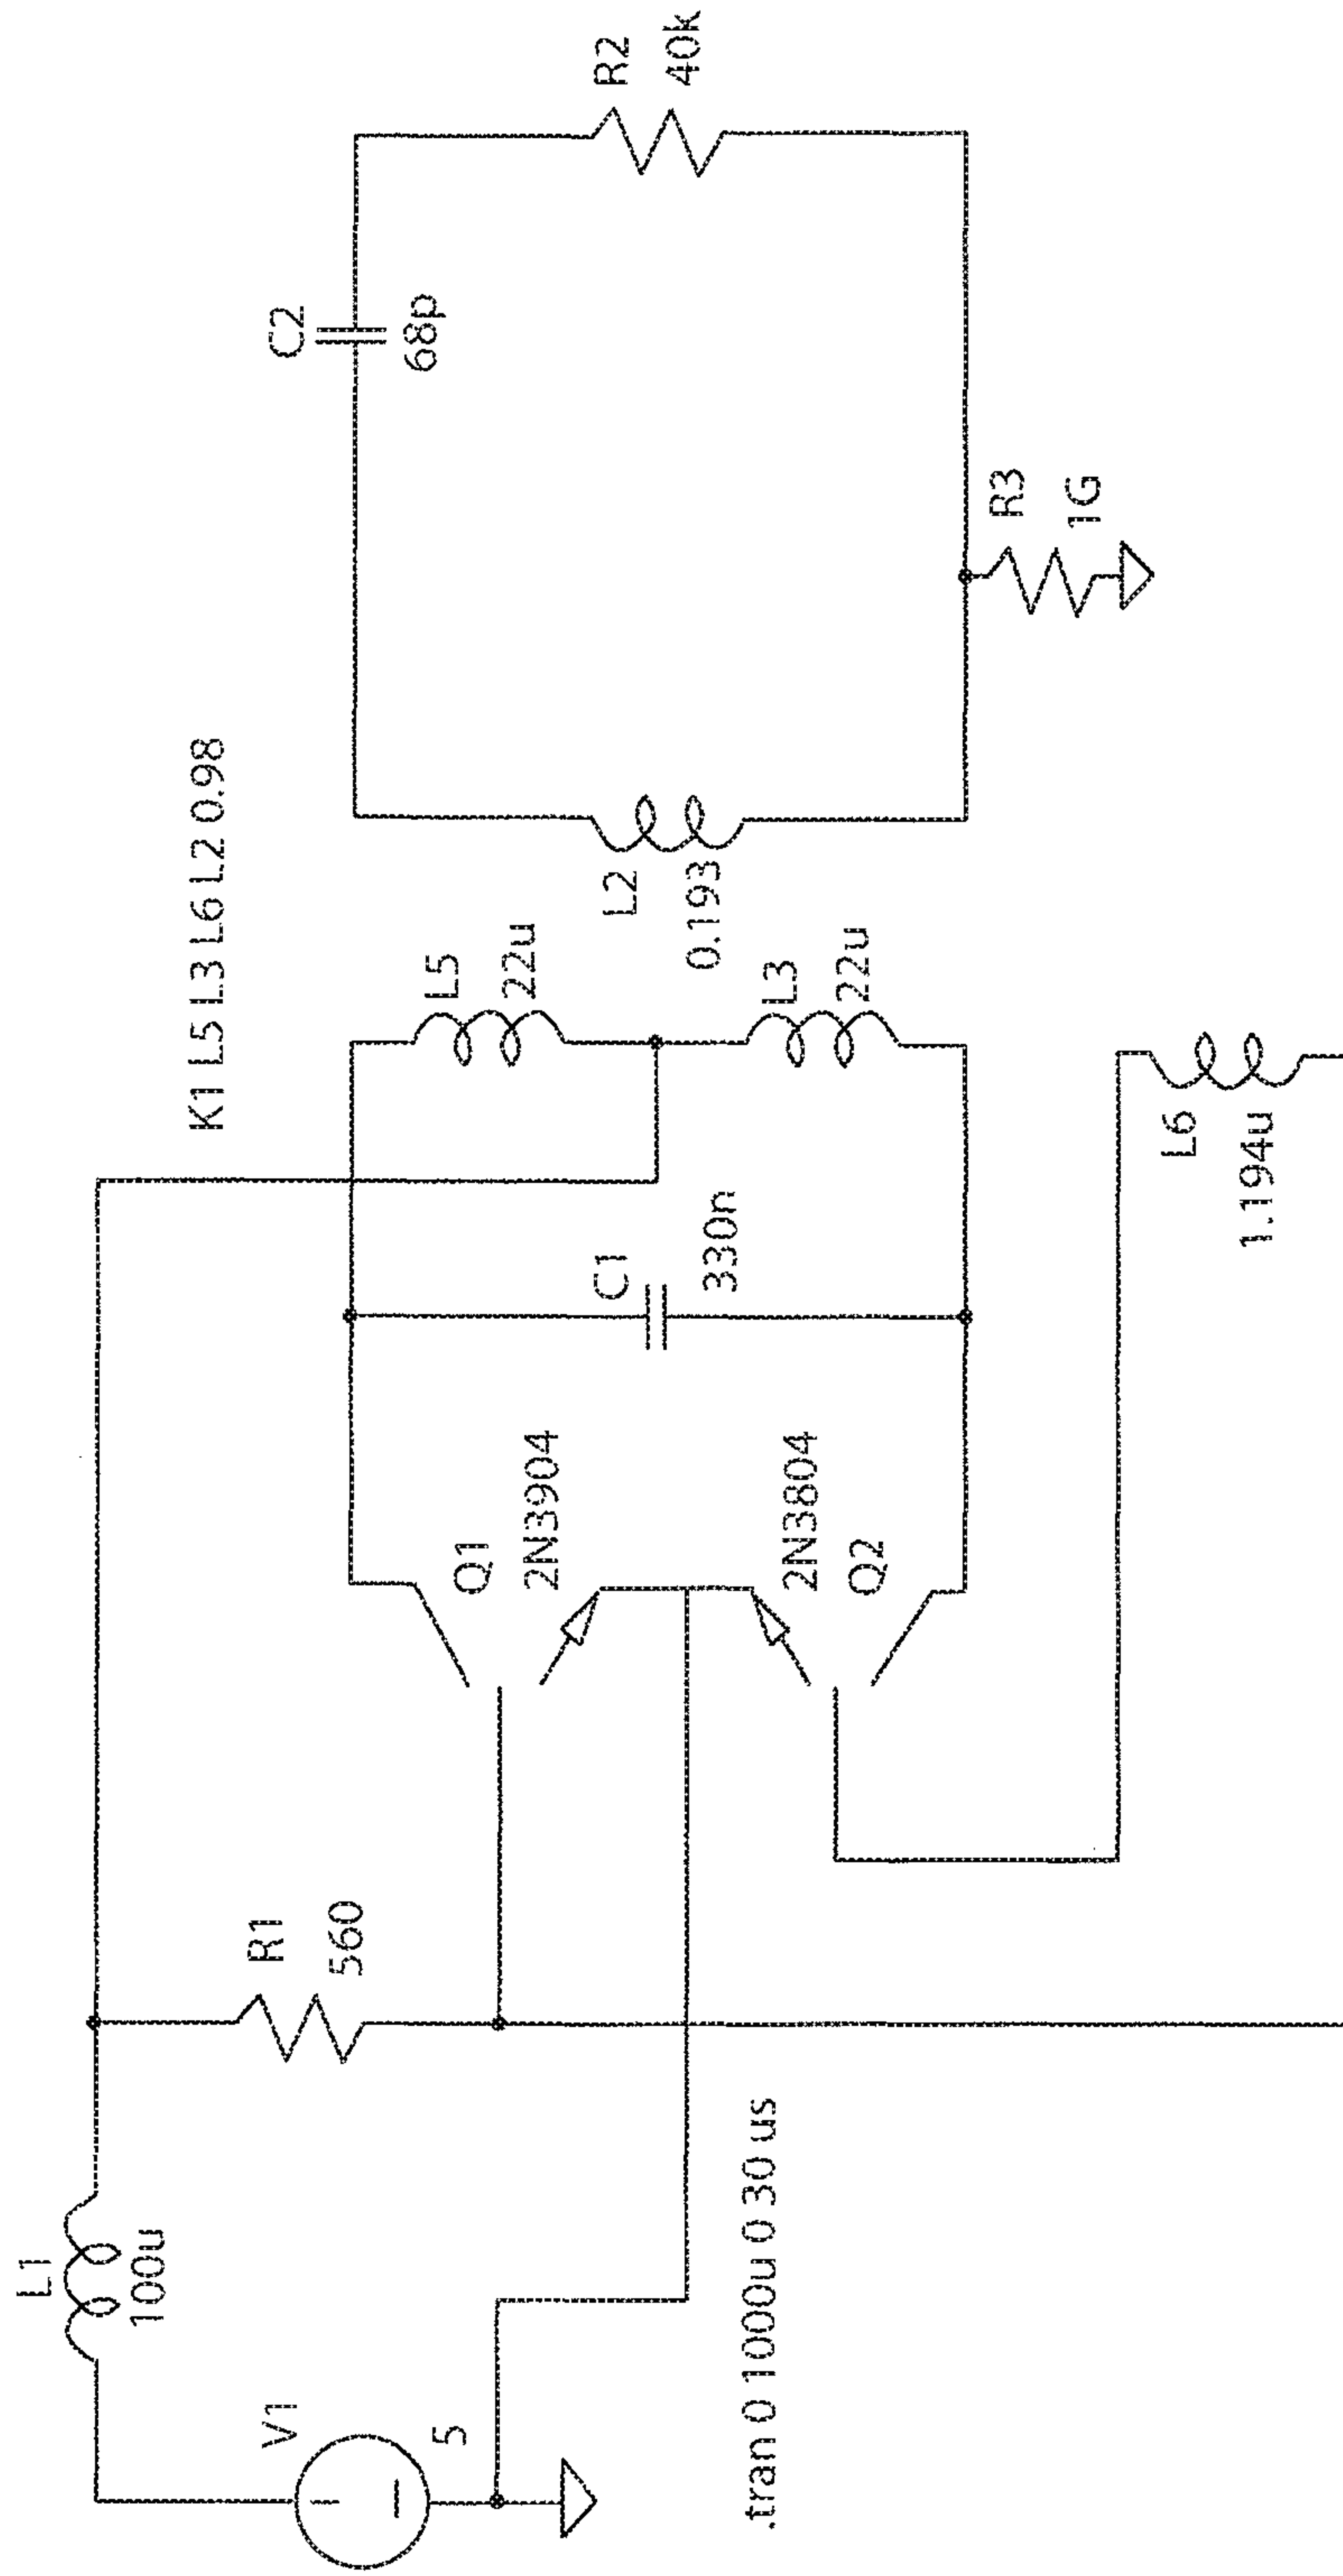 K1 L5 L3 L6 L2 0.98
L1
100u
V1
5
R1
560
Q1
2N3904
2N3804
Q2
C1
330n
L5
22u
L3
22u
L2
0.193
C2
68p
R2
40k
R3
1G
L6
1.194u
.tran 0 1000u 0 30 us